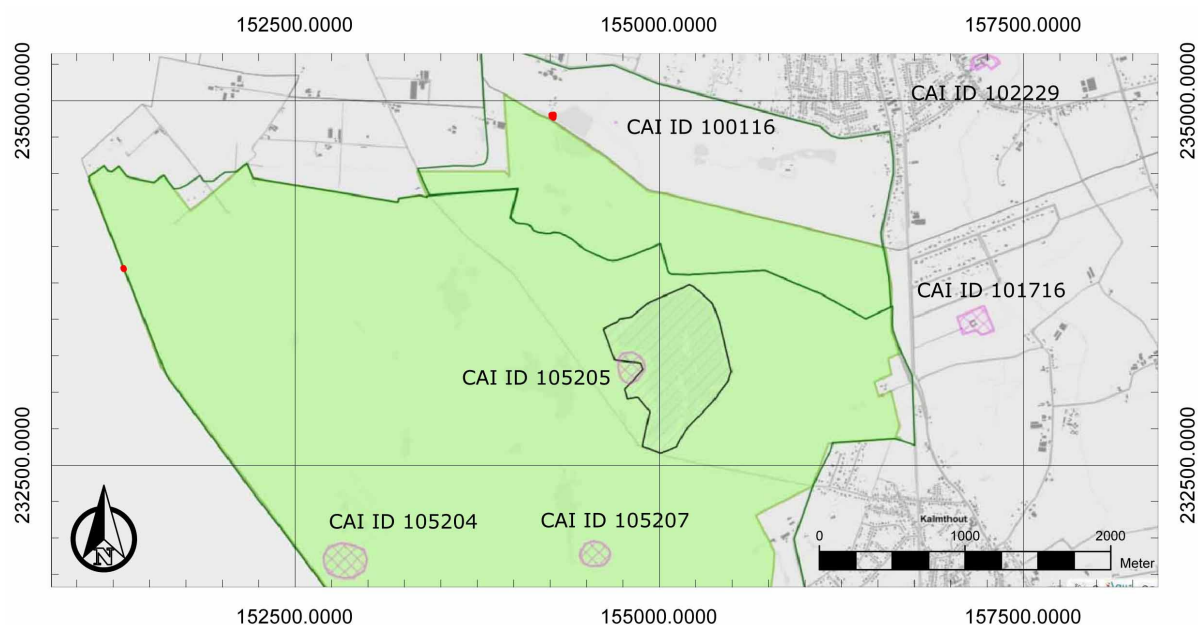 152500.0000 155000.0000 157500.0000
235000.0000
235000.0000
CAI ID 102229
CAI ID 100116
CAI ID 101716
CAI ID 105205
232500.0000
232500.0000
CAI ID 105204
CAI ID 105207
Kalmthout
0 1000 2000
Meter
N
152500.0000 155000.0000 157500.0000